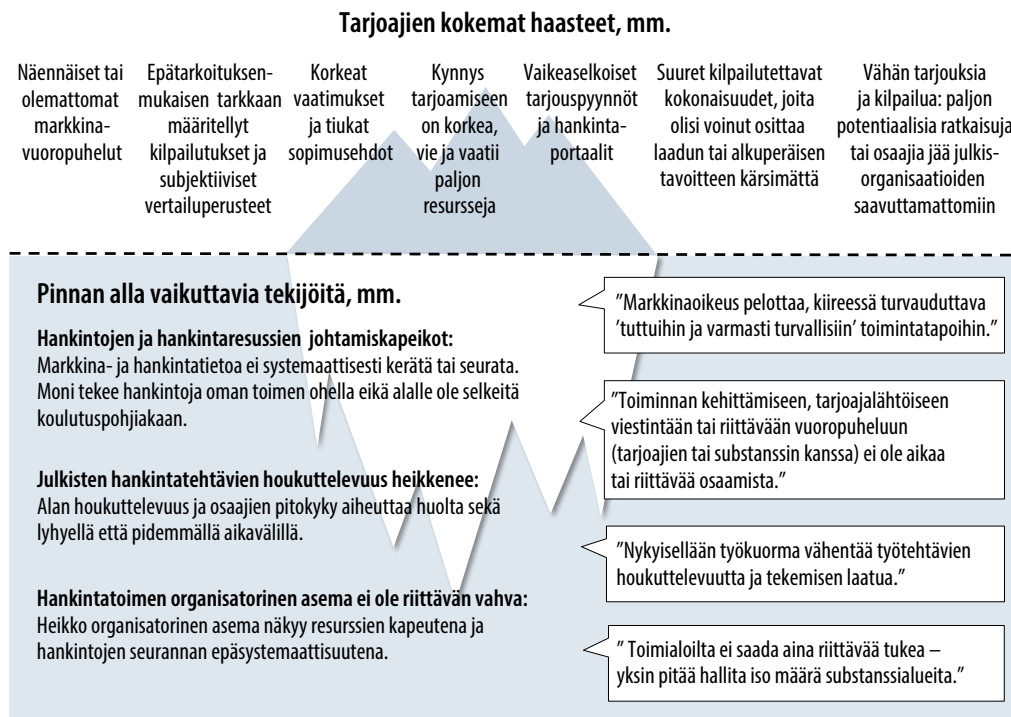 Tarjoajien kokemat haasteet, mm.
Näennäiset tai
olemattomat
markkina-
vuoropuhelut
Epätarkoituksen-
mukaisen tarkkaan
määritellyt
kilpailutukset ja
subjektiiviset
vertailuperusteet
Korkeat
vaatimukset
ja tiukat
sopimusehdot
Kynnys
tarjoamiseen
on korkea,
vie ja vaatii
paljon
resursseja
Vaikeaselkoiset
tarjouspyynnöt
ja hankinta-
portaalit
Suuret kilpailutettavat
kokonaisuudet, joita
olisi voinut osittaa
laadun tai alkuperäisen
tavoitteen kärsimättä
Vähän tarjouksia
ja kilpailua: paljon
potentiaalisia ratkaisuja
tai osaajia jää julkis-
organisaatioiden
saavuttamattomiin
Pinnan alla vaikuttavia tekijöitä, mm.
Hankintojen ja hankintaresussien johtamiskapeikot:
Markkina- ja hankintatietoa ei systemaattisesti kerätä tai seurata.
Moni tekee hankintoja oman toimen ohella eikä alalle ole selkeitä
koulutuspohjiakaan.
Julkisten hankintatehtävien houkuttelevuus heikkenee:
Alan houkuttelevuus ja osaajien pitokyky aiheuttaa huolta sekä
lyhyellä että pidemmällä aikavälillä.
Hankintatoimen organisatorinen asema ei ole riittävän vahva:
Heikko organisatorinen asema näkyy resurssien kapeutena ja
hankintojen seurannan epäsystemaattisuutena.
"Markkinaoikeus pelottaa, kiireessä turvauduttava
'tuttuihin ja varmasti turvallisiin' toimintatapoihin."
"Toiminnan kehittämiseen, tarjoajalähtöiseen
viestintään tai riittävään vuoropuheluun
(tarjoajien tai substanssin kanssa) ei ole aikaa
tai riittävää osaamista."
"Nykyisellään työkuorma vähentää työtehtävien
houkuttelevuutta ja tekemisen laatua."
" Toimialoilta ei saada aina riittävää tukea –
yksin pitää hallita iso määrä substanssialueita."